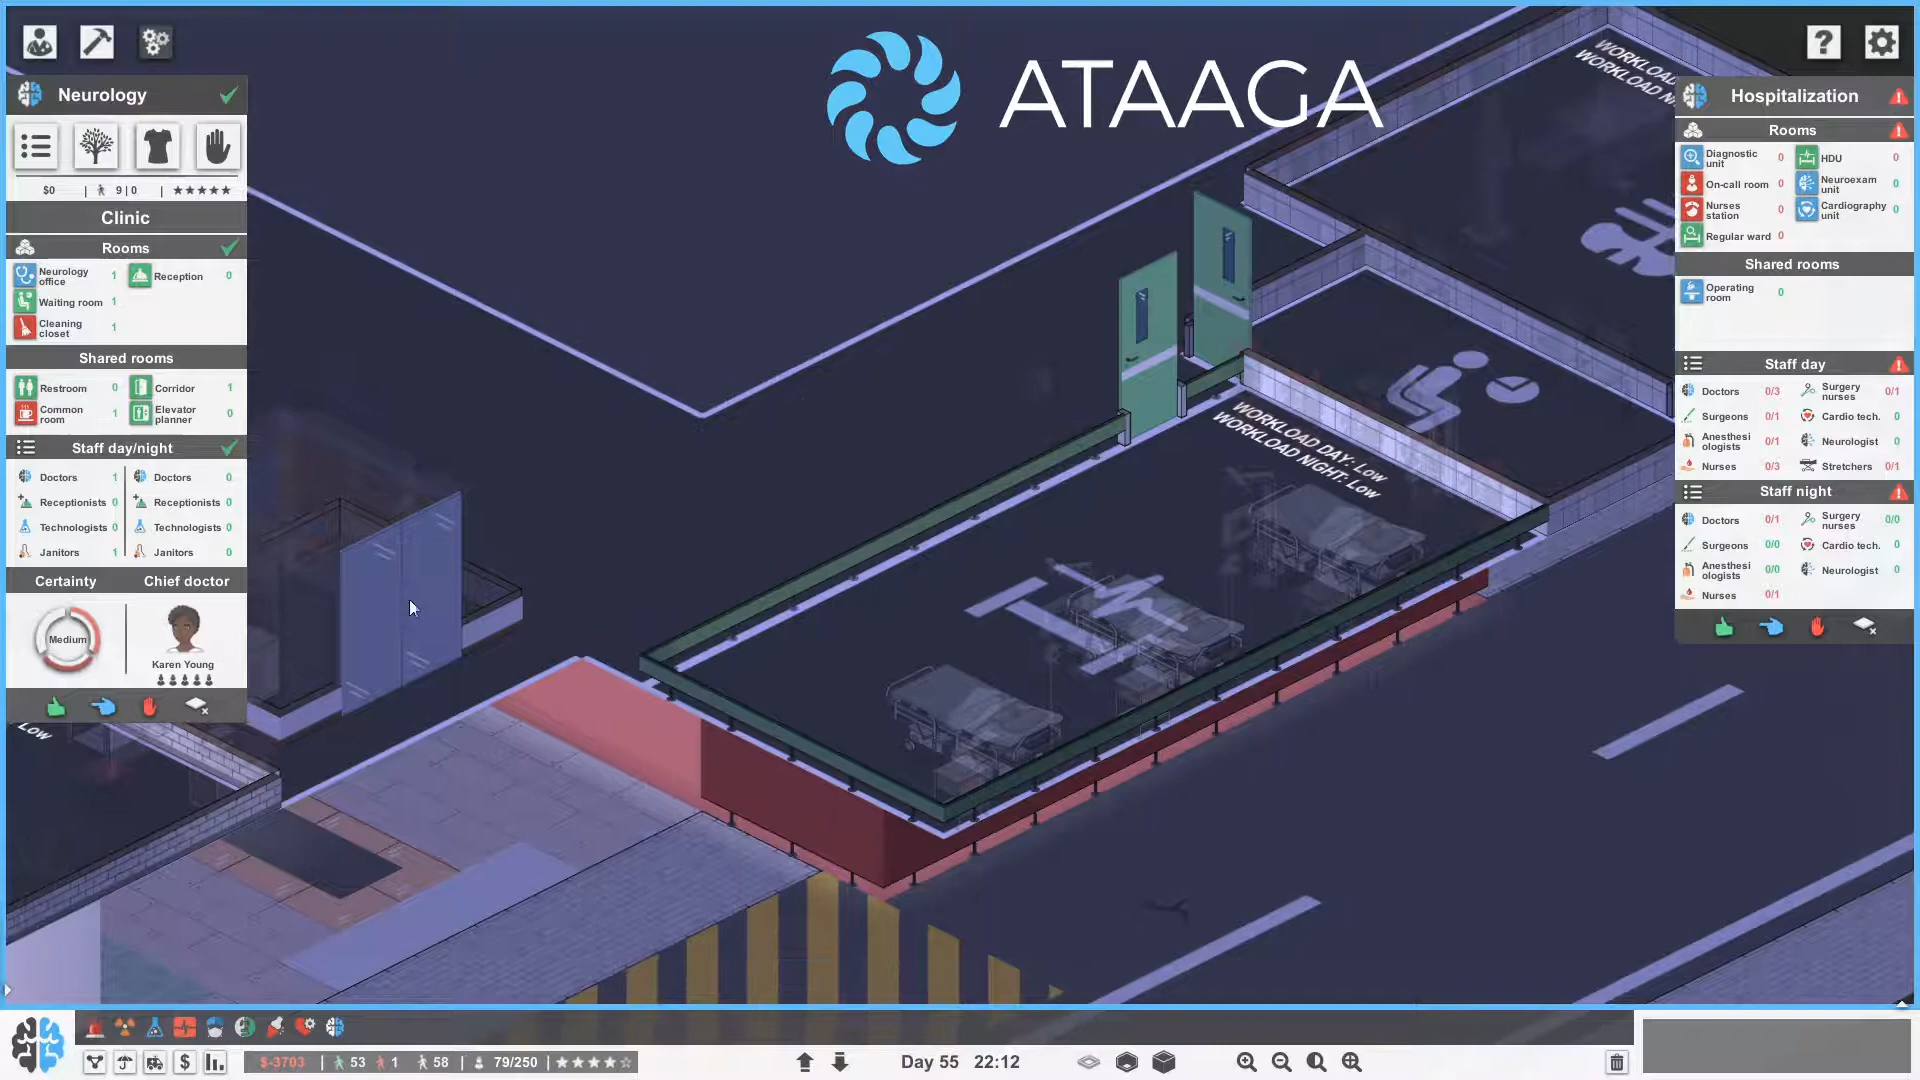 ATAAGA
WORKLOAD
WORKLOAD N
Neurology
$0 | 9|0 |
Clinic
Rooms
Neurology office 1
Reception 0
Waiting room 1
Cleaning closet 1
Shared rooms
Restroom 0
Corridor 1
Common room 1
Elevator planner 0
Staff day/night
Doctors 1
Doctors 0
Receptionists 0
Receptionists 0
Technologists 0
Technologists 0
Janitors 1
Janitors 0
Certainty
Chief doctor
Medium
Karen Young
Low
WORKLOAD DAY: Low
WORKLOAD NIGHT: Low
Hospitalization
Rooms
Diagnostic unit 0
HDU 0
On-call room 0
Neuroexam unit 0
Nurses station 0
Cardiography unit 0
Regular ward 0
Shared rooms
Operating room 0
Staff day
Doctors 0/3
Surgery nurses 0/1
Surgeons 0/1
Cardio tech. 0
Anesthesiologists 0/1
Neurologist 0
Nurses 0/3
Stretchers 0/1
Staff night
Doctors 0/1
Surgery nurses 0/0
Surgeons 0/0
Cardio tech. 0
Anesthesiologists 0/0
Neurologist 0
Nurses 0/1
$-3703 | 53 1 58 | 79/250 |
Day 55 22:12